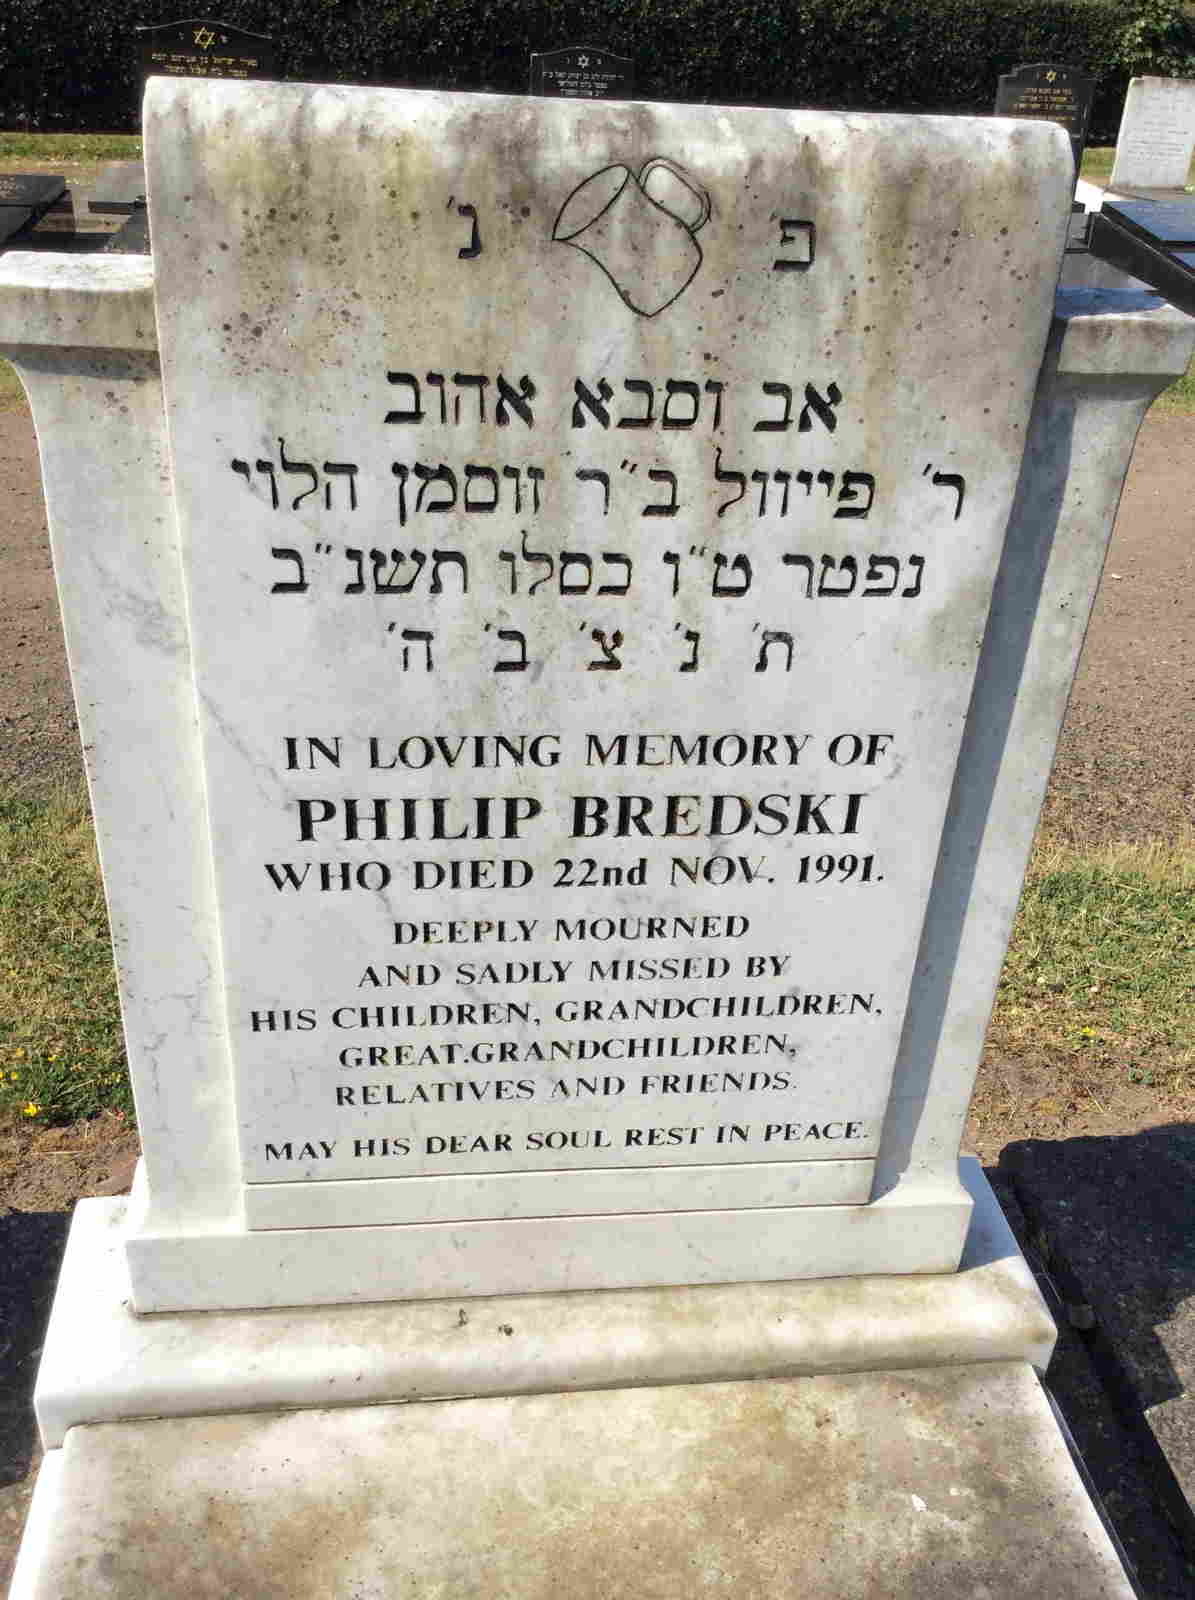 פ׳ נ׳
אב וסבא אהוב
ר׳ פייוול ב״ר זוסמן הלוי
נפטר ט״ו כסלו תשנ״ב
ת׳ נ׳ צ׳ ב׳ ה׳
IN LOVING MEMORY OF
PHILIP BREDSKI
WHO DIED 22nd NOV. 1991.
DEEPLY MOURNED
AND SADLY MISSED BY
HIS CHILDREN, GRANDCHILDREN,
GREAT.GRANDCHILDREN,
RELATIVES AND FRIENDS.
MAY HIS DEAR SOUL REST IN PEACE.